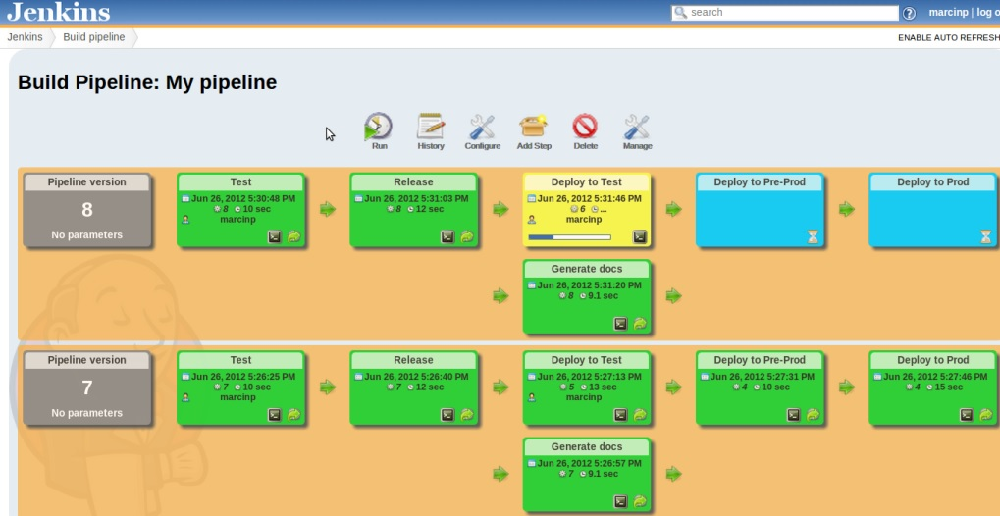 Jenkins
search
marcinp | log o
Jenkins
Build pipeline
ENABLE AUTO REFRESH
Build Pipeline: My pipeline
Run
History
Configure
Add Step
Delete
Manage
Pipeline version
8
No parameters
Test
Jun 26, 2012 5:30:48 PM
8 10 sec
marcinp
Release
Jun 26, 2012 5:31:03 PM
8 12 sec
Deploy to Test
Jun 26, 2012 5:31:46 PM
6 ...
marcinp
Deploy to Pre-Prod
Deploy to Prod
Generate docs
Jun 26, 2012 5:31:20 PM
8 9.1 sec
Pipeline version
7
No parameters
Test
Jun 26, 2012 5:26:25 PM
7 10 sec
marcinp
Release
Jun 26, 2012 5:26:40 PM
7 12 sec
Deploy to Test
Jun 26, 2012 5:27:13 PM
5 13 sec
marcinp
Deploy to Pre-Prod
Jun 26, 2012 5:27:31 PM
4 10 sec
Deploy to Prod
Jun 26, 2012 5:27:46 PM
4 15 sec
Generate docs
Jun 26, 2012 5:26:57 PM
7 9.1 sec